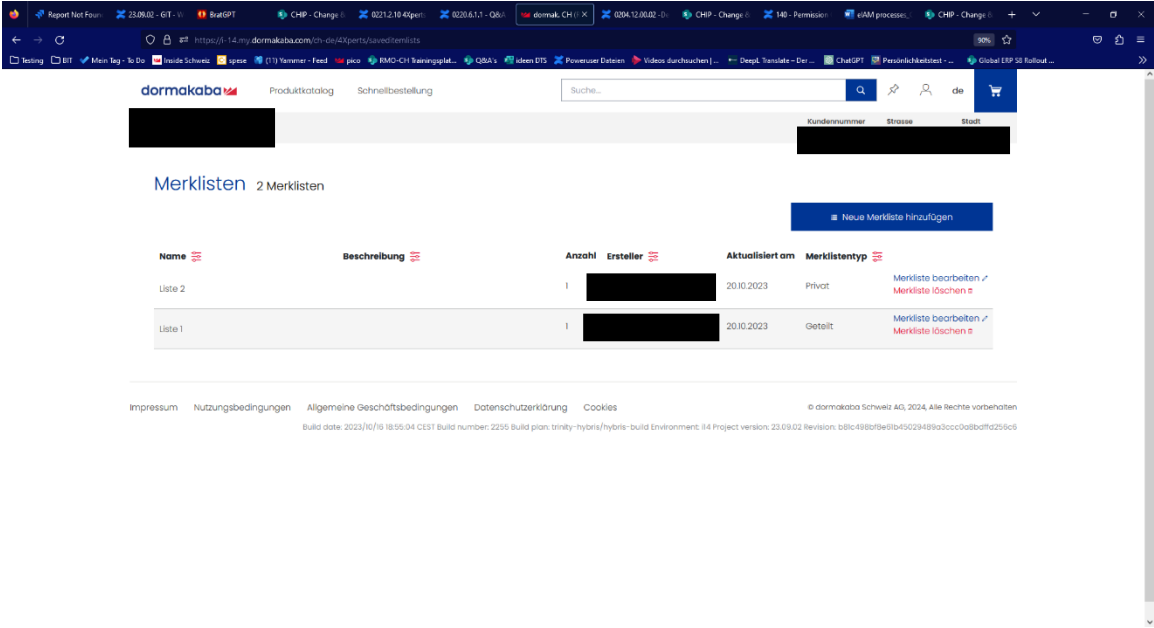 Report Not Foun
23.09.02 - GIT - W
BratGPT
CHIP - Change &
0221.2.10 4Xpert
0220.6.1.1 - Q&A
dormak. CH (
0204.12.00.02 - De
CHIP - Change &
140 - Permission
eIAM processes_
CHIP - Change &
https://i-14.my.dormakaba.com/ch-de/4Xperts/saveditemlists
90%
Testing
BIT
Mein Tag - To Do
Inside Schweiz
spese
(11) Yammer - Feed
pico
RMO-CH Trainingsplat...
Q&A's
ideen DTS
Poweruser Dateien
Videos durchsuchen | ...
DeepL Translate – Der ...
ChatGPT
Persönlichkeitstest - ...
Global ERP S8 Rollout ...
dormakaba
Produktkatalog
Schnellbestellung
Suche...
de
Kundennummer Strasse Stadt
Merklisten 2 Merklisten
Neue Merkliste hinzufügen
Name Beschreibung Anzahl Ersteller Aktualisiert am Merklistentyp
Liste 2 1 20.10.2023 Privat
Merkliste bearbeiten
Merkliste löschen
Liste 1 1 20.10.2023 Geteilt
Merkliste bearbeiten
Merkliste löschen
Impressum Nutzungsbedingungen Allgemeine Geschäftsbedingungen Datenschutzerklärung Cookies
© dormakaba Schweiz AG, 2024, Alle Rechte vorbehalten
Build date: 2023/10/16 18:55:04 CEST Build number: 2255 Build plan: trinity-hybris/hybris-build Environment: i14 Project version: 23.09.02 Revision: